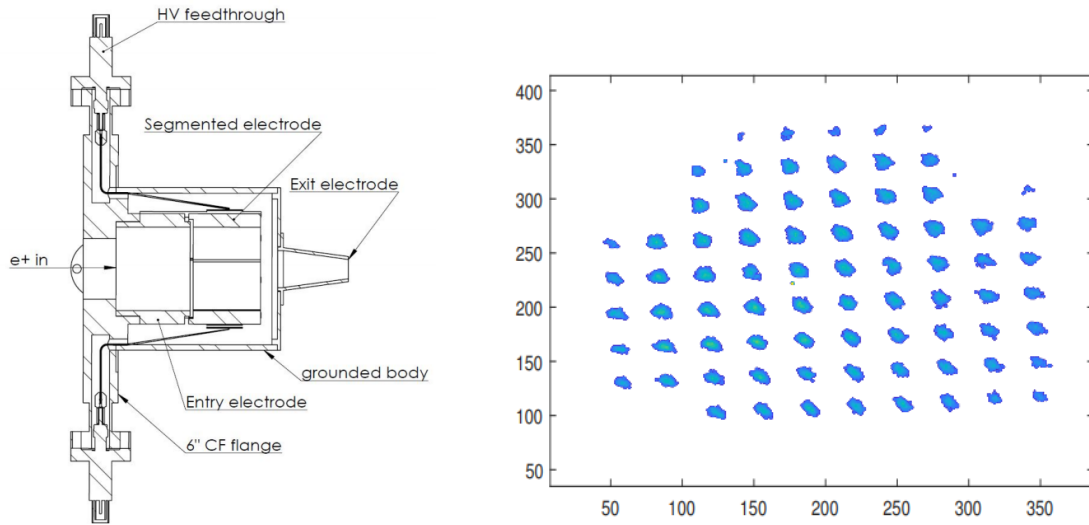 HV feedthrough
Segmented electrode
Exit electrode
e+ in
grounded body
Entry electrode
6" CF flange
400
350
300
250
200
150
100
50
50 100 150 200 250 300 350